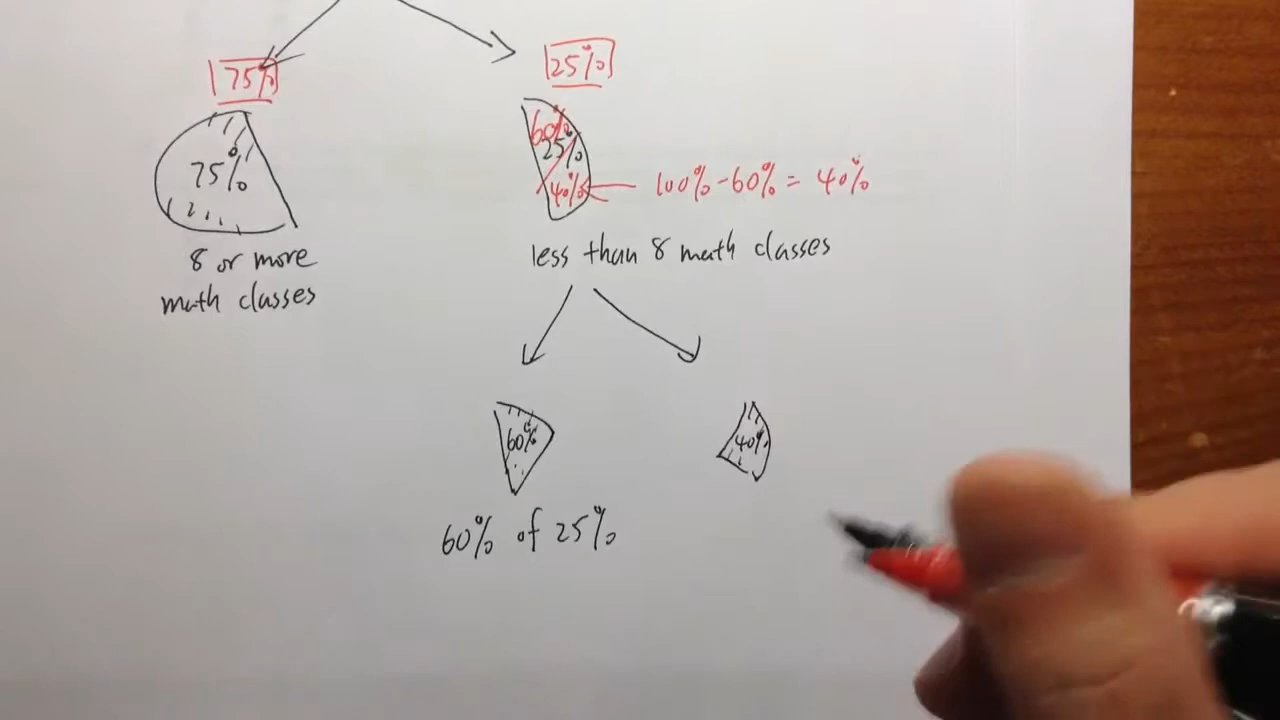 75%
25%
75%
60%
25%
40%
100%-60%= 40%
8 or more
math classes
less than 8 math classes
60%
40%
60% of 25%